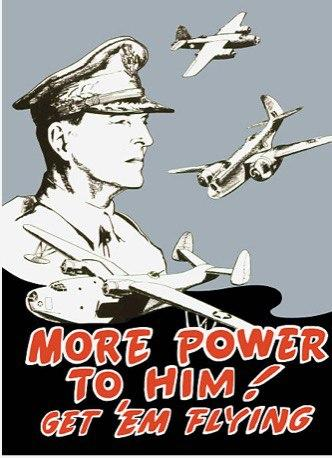 MORE POWER
TO HIM!
GET 'EM FLYING